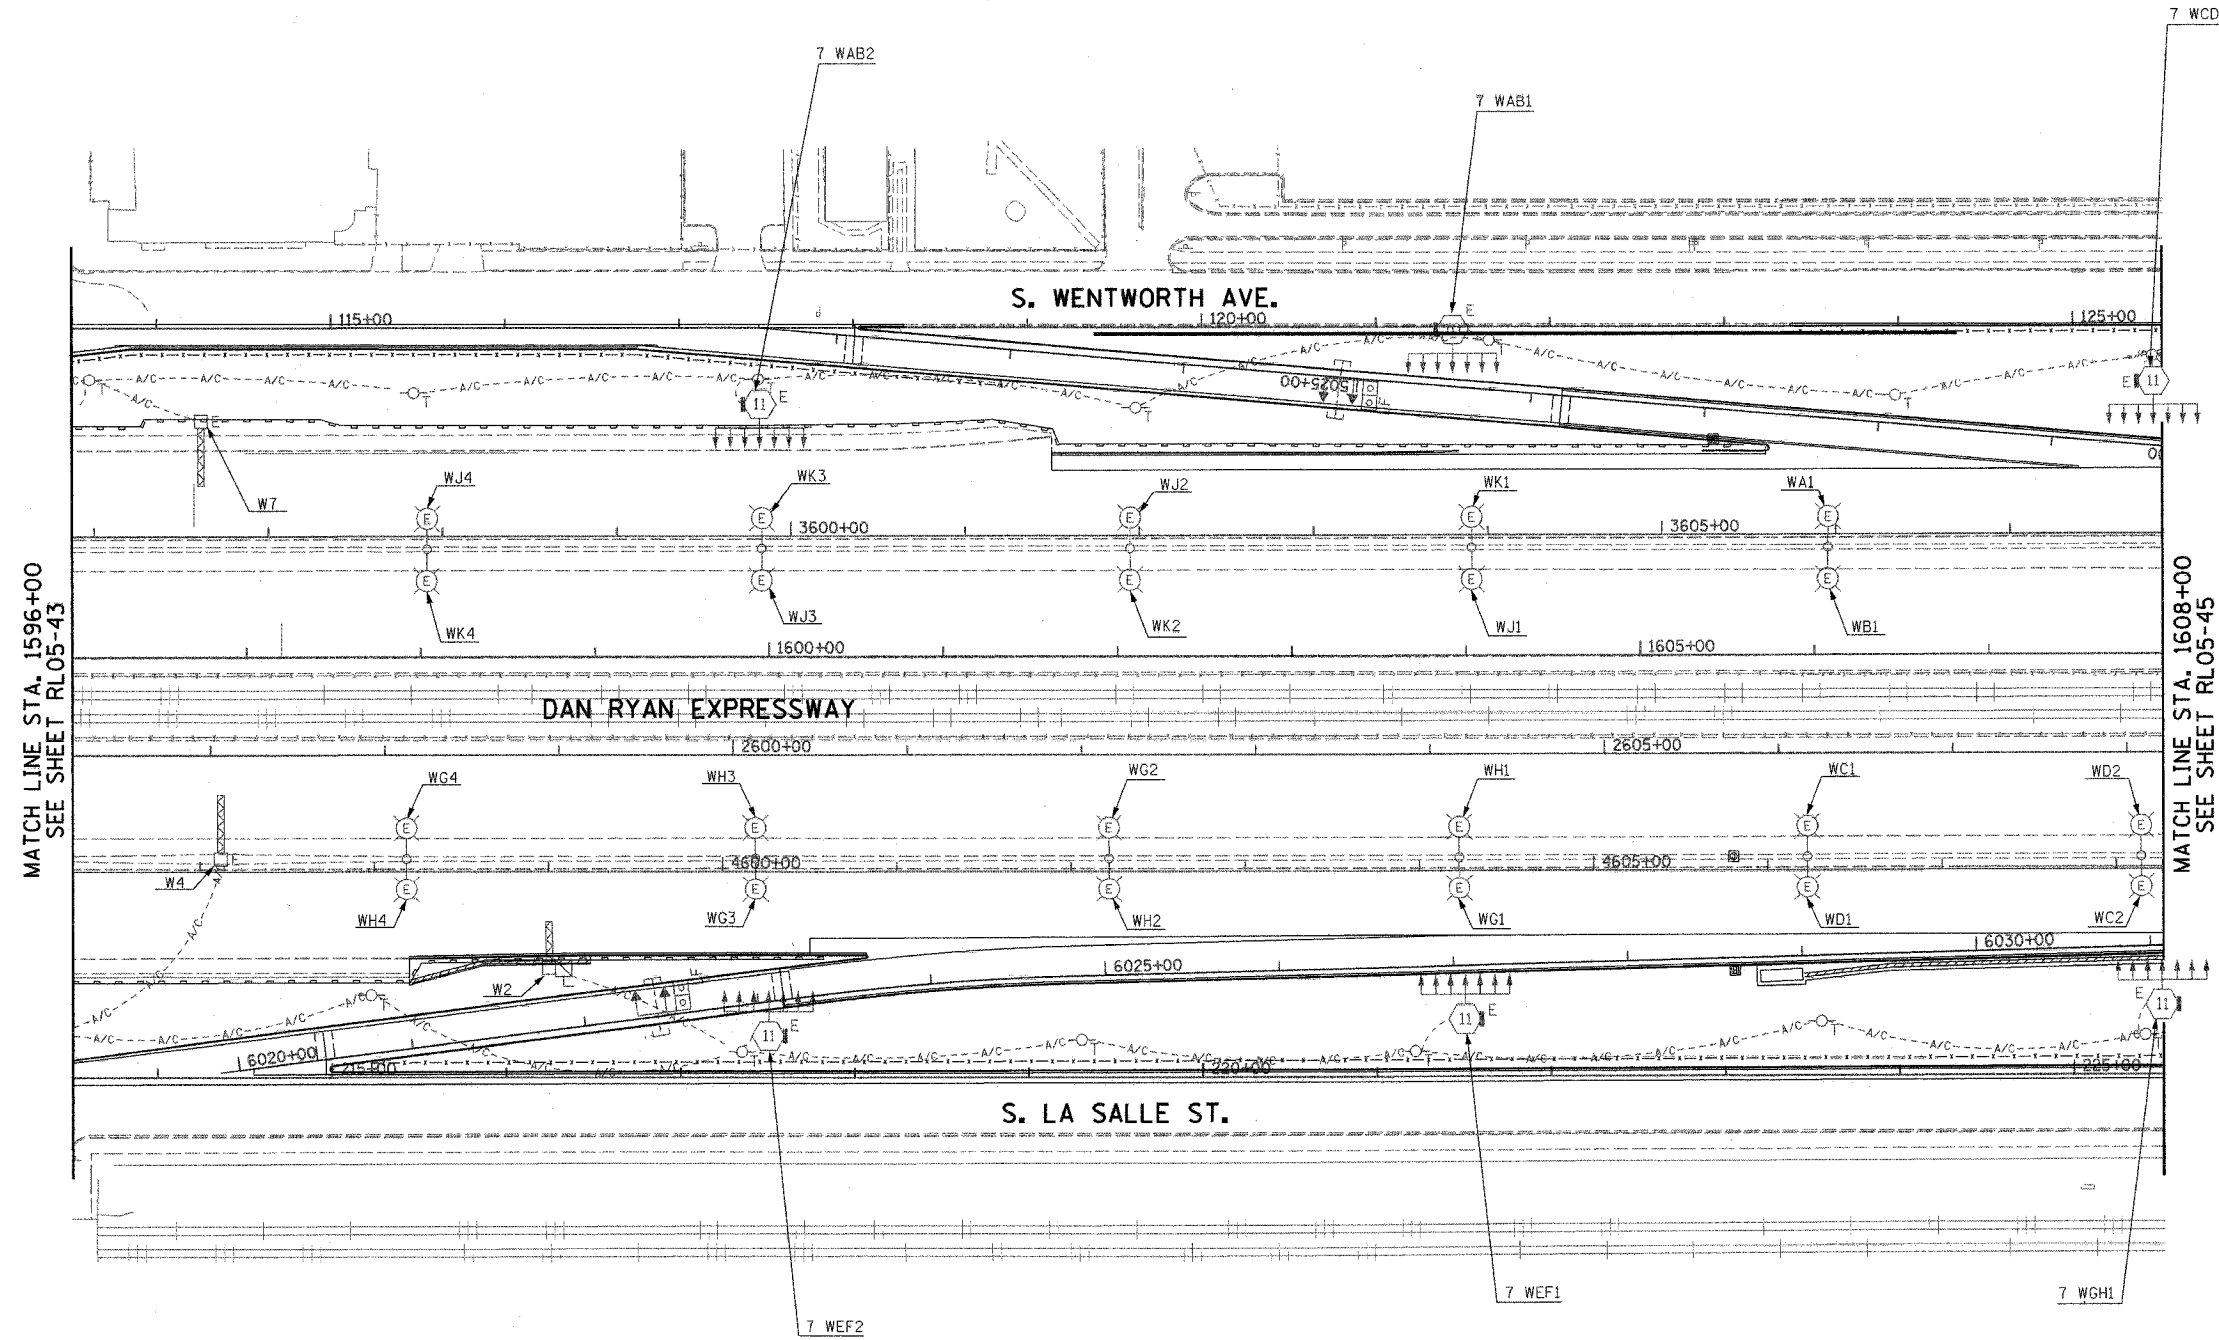 7 WCD
7 WAB2
7 WAB1
S. WENTWORTH AVE.
115+00
120+00
125+00
E
A/C A/C A/C A/C A/C A/C A/C A/C A/C
A/C A/C A/C A/C A/C A/C A/C A/C
11
E
11
E
T
T
T
T
5025+00
E
W7
WJ4
WK3
WJ2
WK1
WA1
E
E
E
E
E
3600+00
3605+00
E
E
E
E
E
WK4
WJ3
WK2
WJ1
WB1
1600+00
1605+00
MATCH LINE STA. 1596+00
SEE SHEET RL05-43
MATCH LINE STA. 1608+00
SEE SHEET RL05-45
DAN RYAN EXPRESSWAY
2600+00
2605+00
WG4
WH3
WG2
WH1
WC1
WD2
E
E
E
E
E
E
4600+00
4605+00
W4
E
E
E
E
E
E
WH4
WG3
WH2
WG1
WD1
WC2
W2
6020+00
6025+00
6030+00
11
E
11
E
11
E
T
T
T
A/C A/C A/C A/C A/C A/C A/C A/C
215+00
220+00
225+00
S. LA SALLE ST.
7 WEF2
7 WEF1
7 WGH1